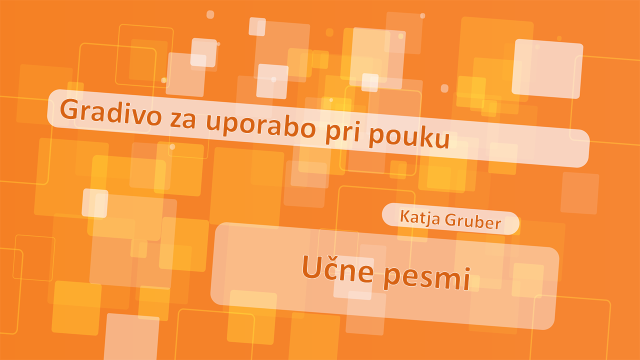 Gradivo za uporabo pri pouku
Katja Gruber
Učne pesmi